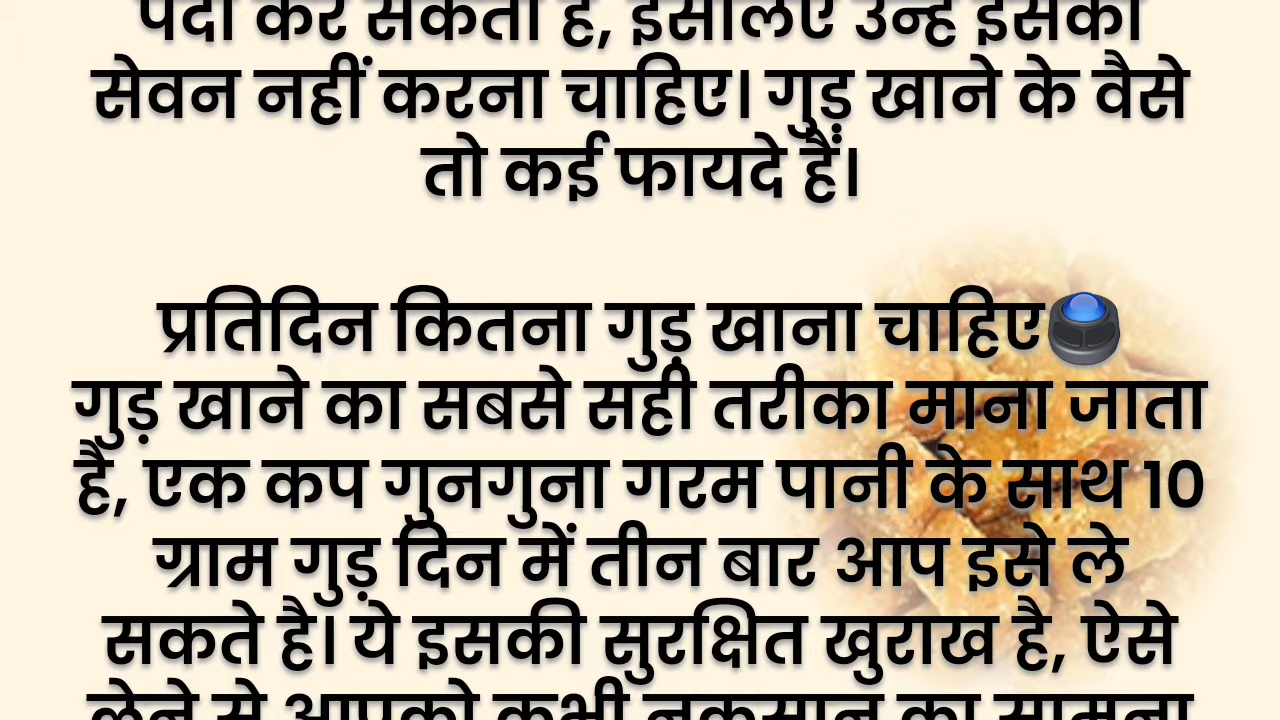 पैदा कर सकता है, इसलिए उन्हें इसका
सेवन नहीं करना चाहिए। गुड़ खाने के वैसे
तो कई फायदे हैं।
प्रतिदिन कितना गुड़ खाना चाहिए
गुड़ खाने का सबसे सही तरीका माना जाता
है, एक कप गुनगुना गरम पानी के साथ 10
ग्राम गुड़ दिन में तीन बार आप इसे ले
सकते है। ये इसकी सुरक्षित खुराख है, ऐसे
लेने से आपको कभी नुकसान का सामना